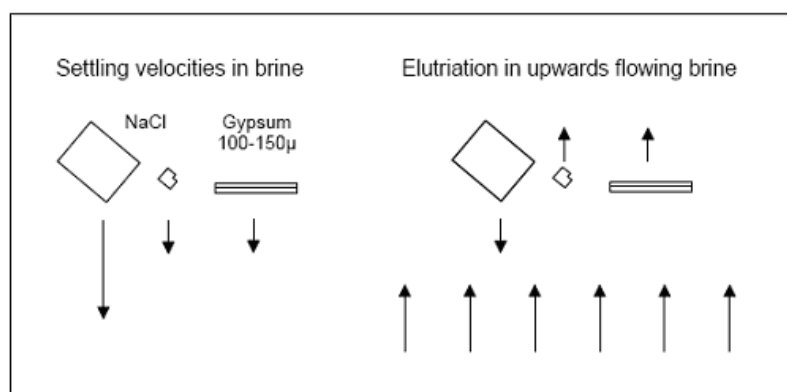 Settling velocities in brine
NaCl
Gypsum
100-150μ
Elutriation in upwards flowing brine